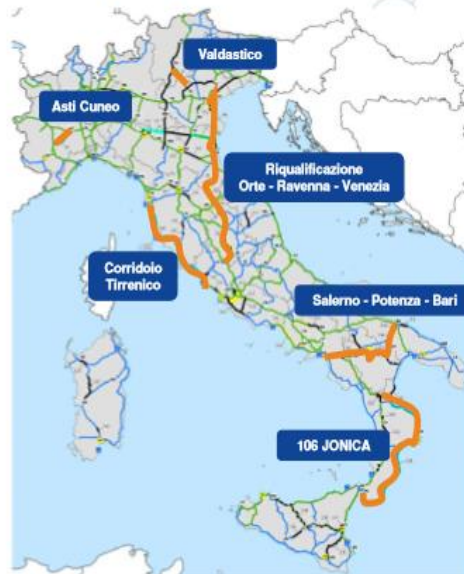 Valdastico
Asti Cuneo
Riqualificazione
Orte - Ravenna - Venezia
Corridoio
Tirrenico
Salerno - Potenza - Bari
106 JONICA